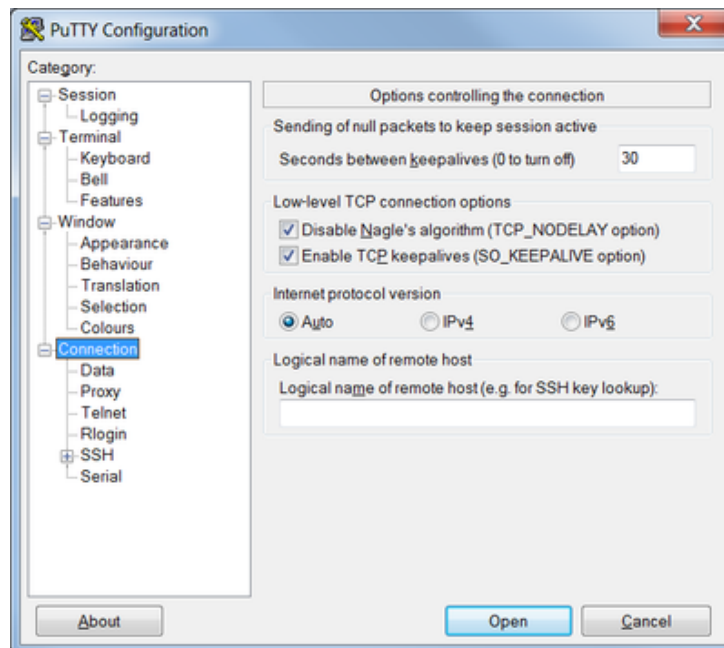 PuTTY Configuration
Category:
Session
Logging
Terminal
Keyboard
Bell
Features
Window
Appearance
Behaviour
Translation
Selection
Colours
Connection
Data
Proxy
Telnet
Rlogin
SSH
Serial
Options controlling the connection
Sending of null packets to keep session active
Seconds between keepalives (0 to turn off) 30
Low-level TCP connection options
Disable Nagle's algorithm (TCP_NODELAY option)
Enable TCP keepalives (SO_KEEPALIVE option)
Internet protocol version
Auto IPv4 IPv6
Logical name of remote host
Logical name of remote host (e.g. for SSH key lookup):
About Open Cancel